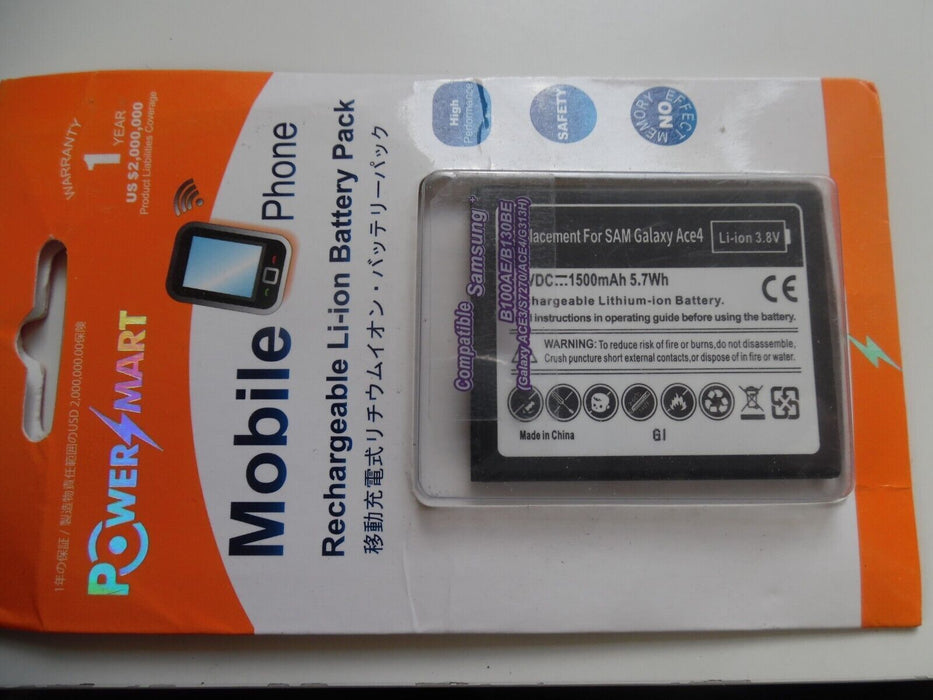 WARRANTY
1 YEAR
US $2,000,000
Product Liabilities Coverage
POWERSMART
1年の保証 / 製造物責任範囲のUSD 2,000,000.00保険
Mobile Phone
Rechargeable Li-ion Battery Pack
移動充電式リチウムイオン・バッテリーパック
High
Performance
SAFETY
MEMORY
NO
EFFECT
Compatible Samsung
B100AE/B130BE
(Galaxy ACE3/S7270/ACE4/G313H)
lacement For SAM Galaxy Ace4
Li-ion 3.8V
VDC 1500mAh 5.7Wh
hargeable Lithium-ion Battery.
instructions in operating guide before using the battery.
WARNING: To reduce risk of fire or burns,do not disassemble,
Crush puncture short external contacts,or dispose of in fire or water.
CE
Made in China
GI